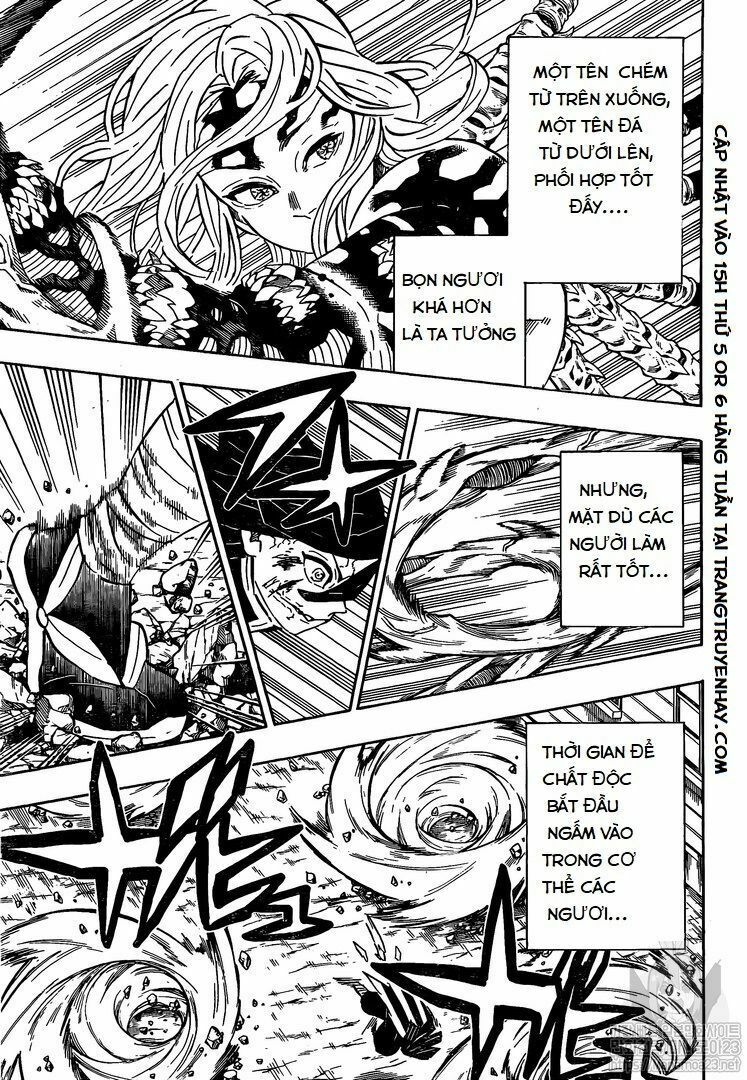 MỘT TÊN CHÉM
TỪ TRÊN XUỐNG,
MỘT TÊN ĐÁ
TỪ DƯỚI LÊN,
PHỐI HỢP TỐT
ĐẤY....
BỌN NGƯƠI
KHÁ HƠN
LÀ TA TƯỞNG
NHƯNG,
MẶT DÙ CÁC
NGƯỜI LÀM
RẤT TỐT...
THỜI GIAN ĐỂ
CHẤT ĐỘC
BẮT ĐẦU
NGẤM VÀO
TRONG CƠ
THỂ CÁC
NGƯƠI...
CẬP NHẬT VÀO 15H THỨ 5 OR 6 HÀNG TUẦN TẠI TRANGTRUYENHAY.COM